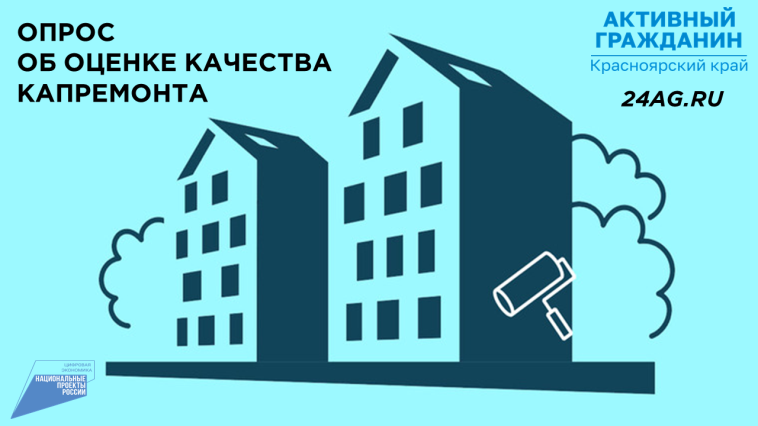 ОПРОС
ОБ ОЦЕНКЕ КАЧЕСТВА
КАПРЕМОНТА
АКТИВНЫЙ
ГРАЖДАНИН
Красноярский край
24AG.RU
ЦИФРОВАЯ
ЭКОНОМИКА
НАЦИОНАЛЬНЫЕ
ПРОЕКТЫ
РОССИИ